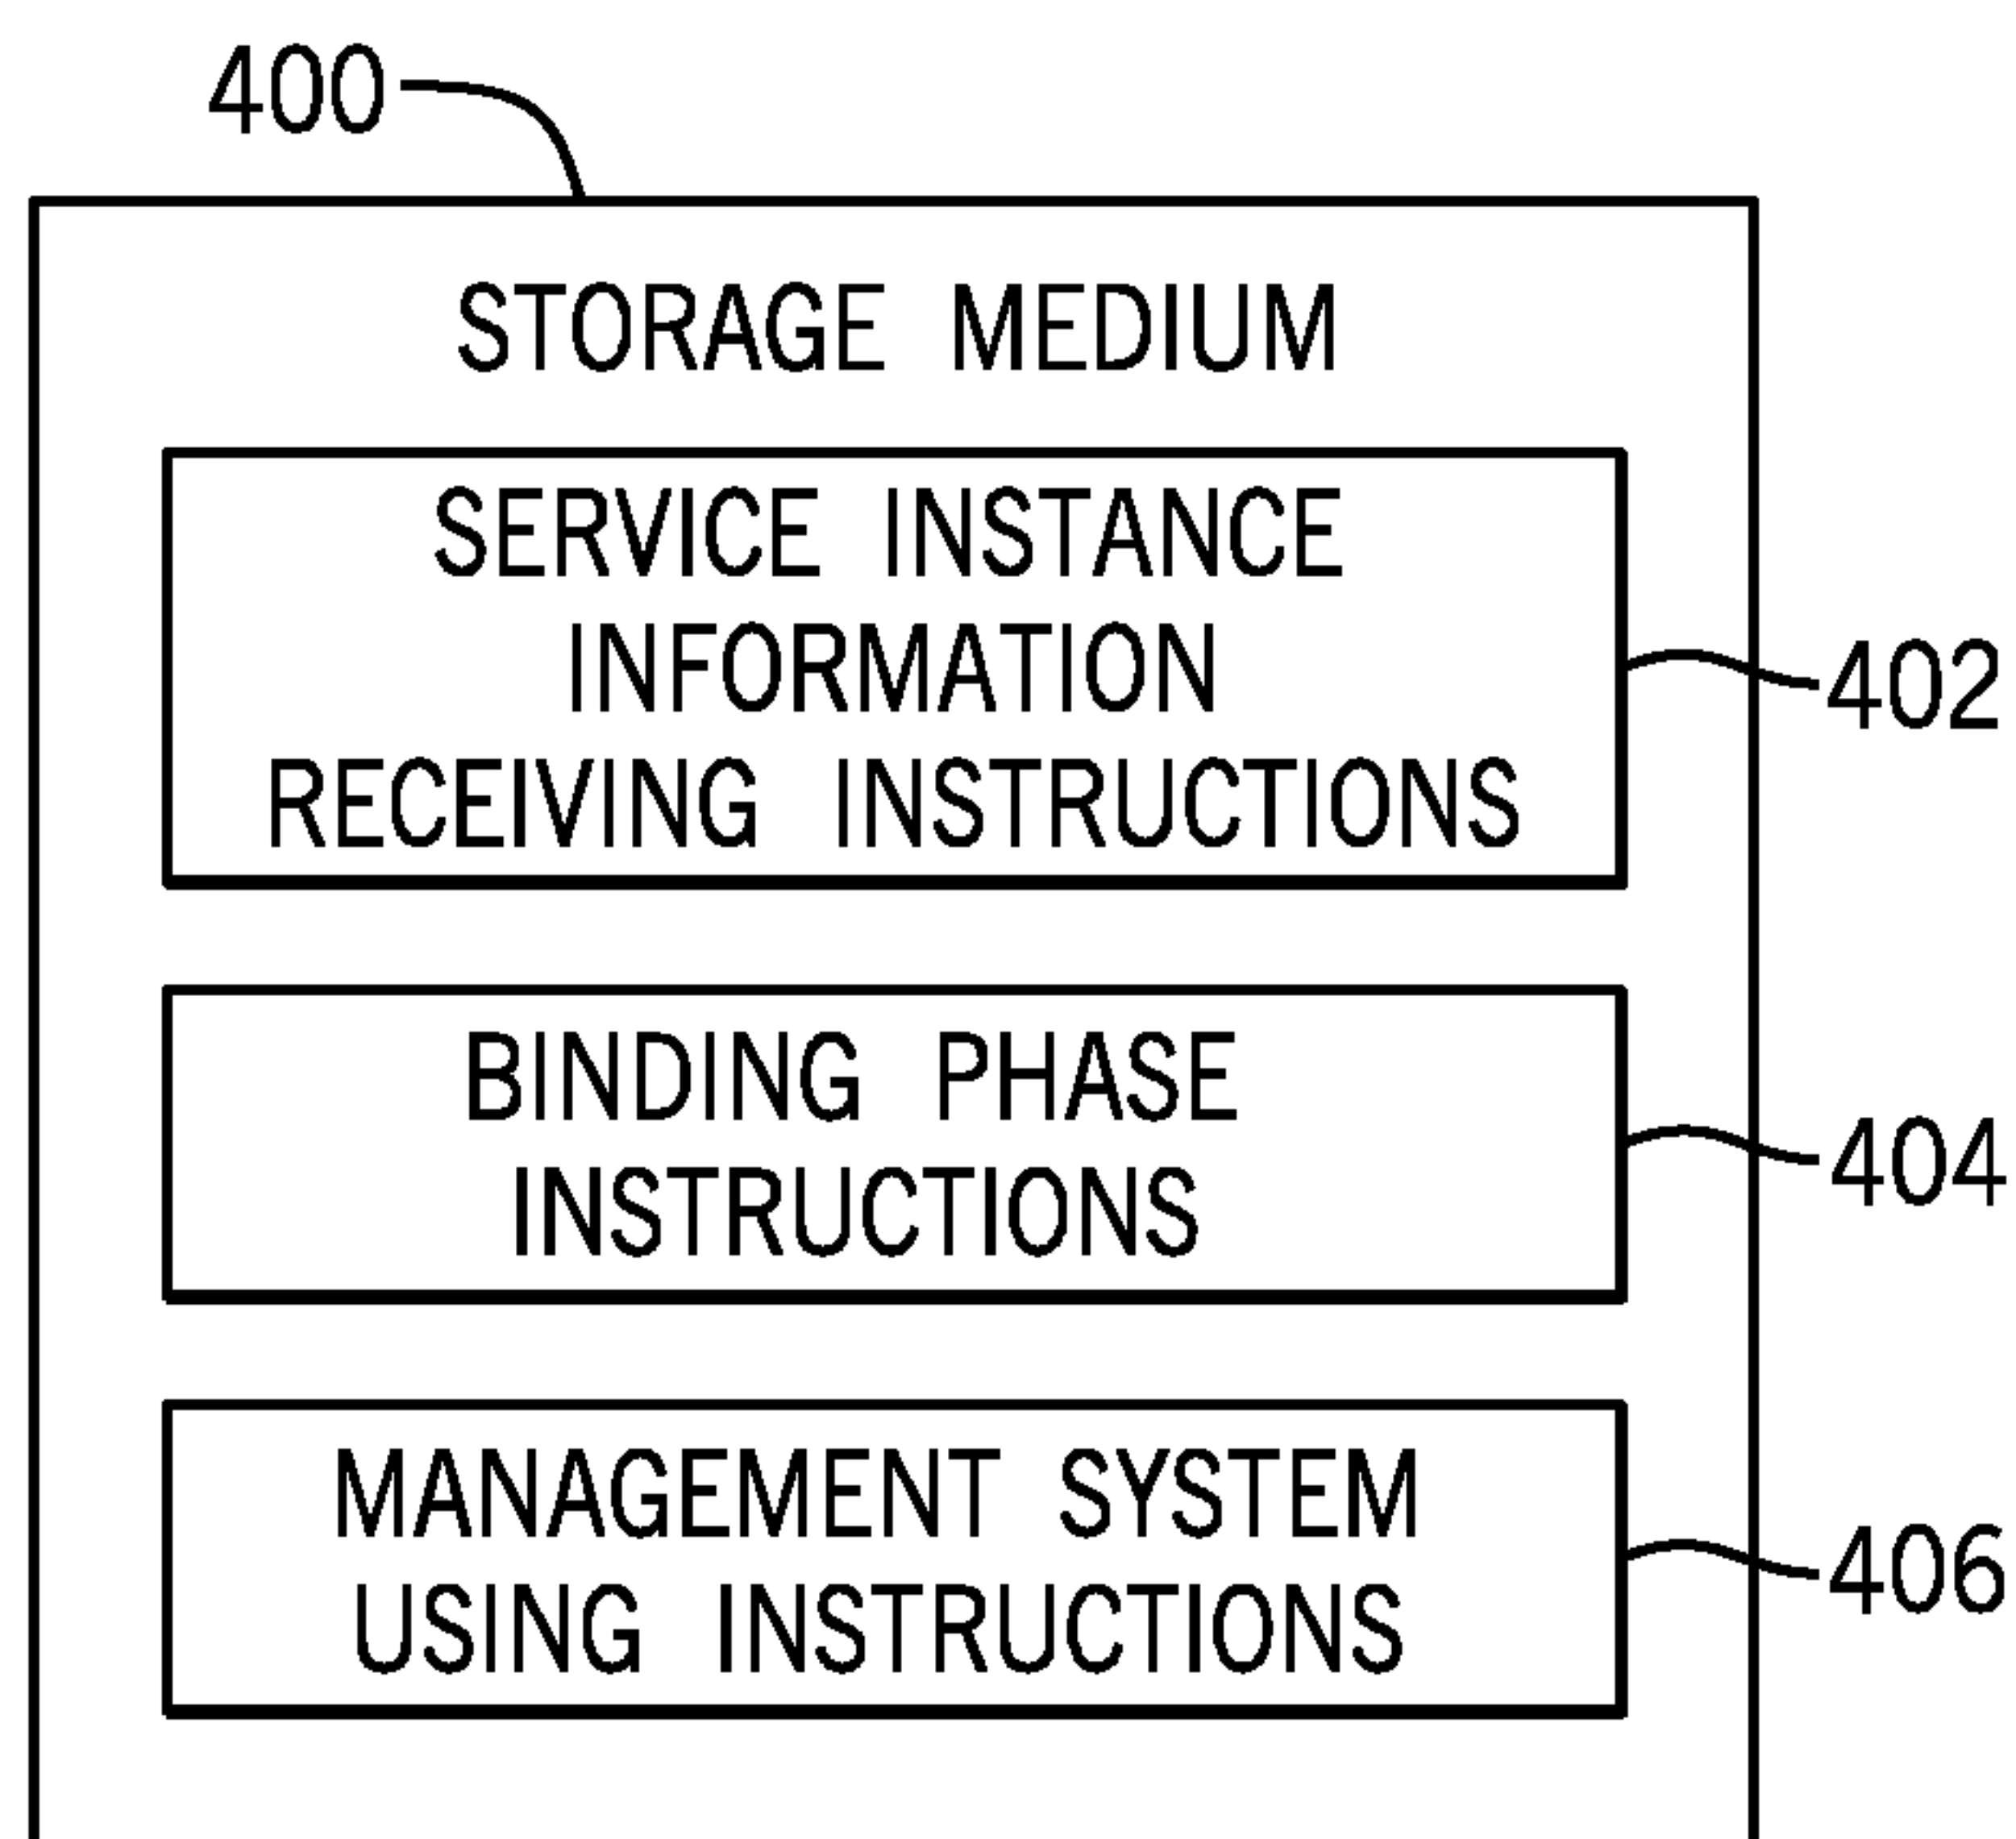 400
STORAGE MEDIUM
SERVICE INSTANCE
INFORMATION
RECEIVING INSTRUCTIONS
402
BINDING PHASE
INSTRUCTIONS
404
MANAGEMENT SYSTEM
USING INSTRUCTIONS
406